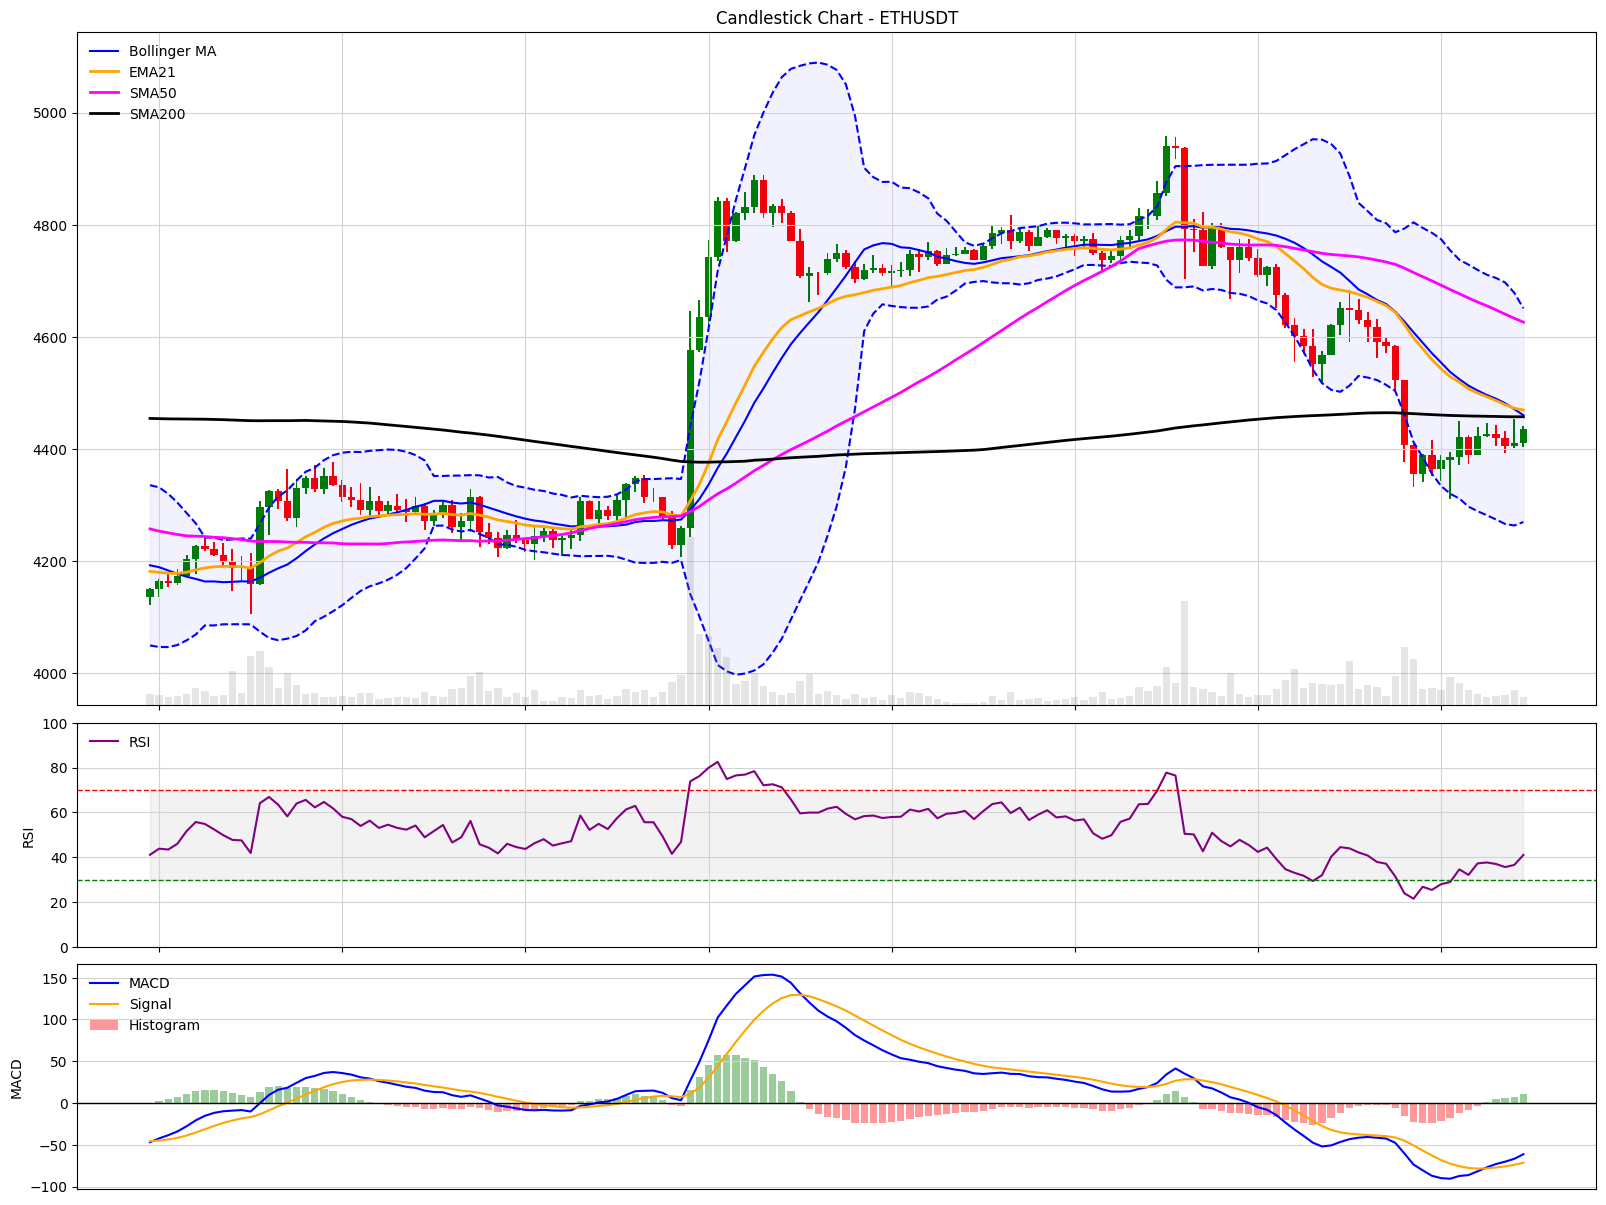 Candlestick Chart - ETHUSDT
Bollinger MA
EMA21
SMA50
SMA200
5000
4800
4600
4400
4200
4000
RSI
100
80
60
40
20
0
RSI
MACD
Signal
Histogram
150
100
50
0
−50
−100
MACD